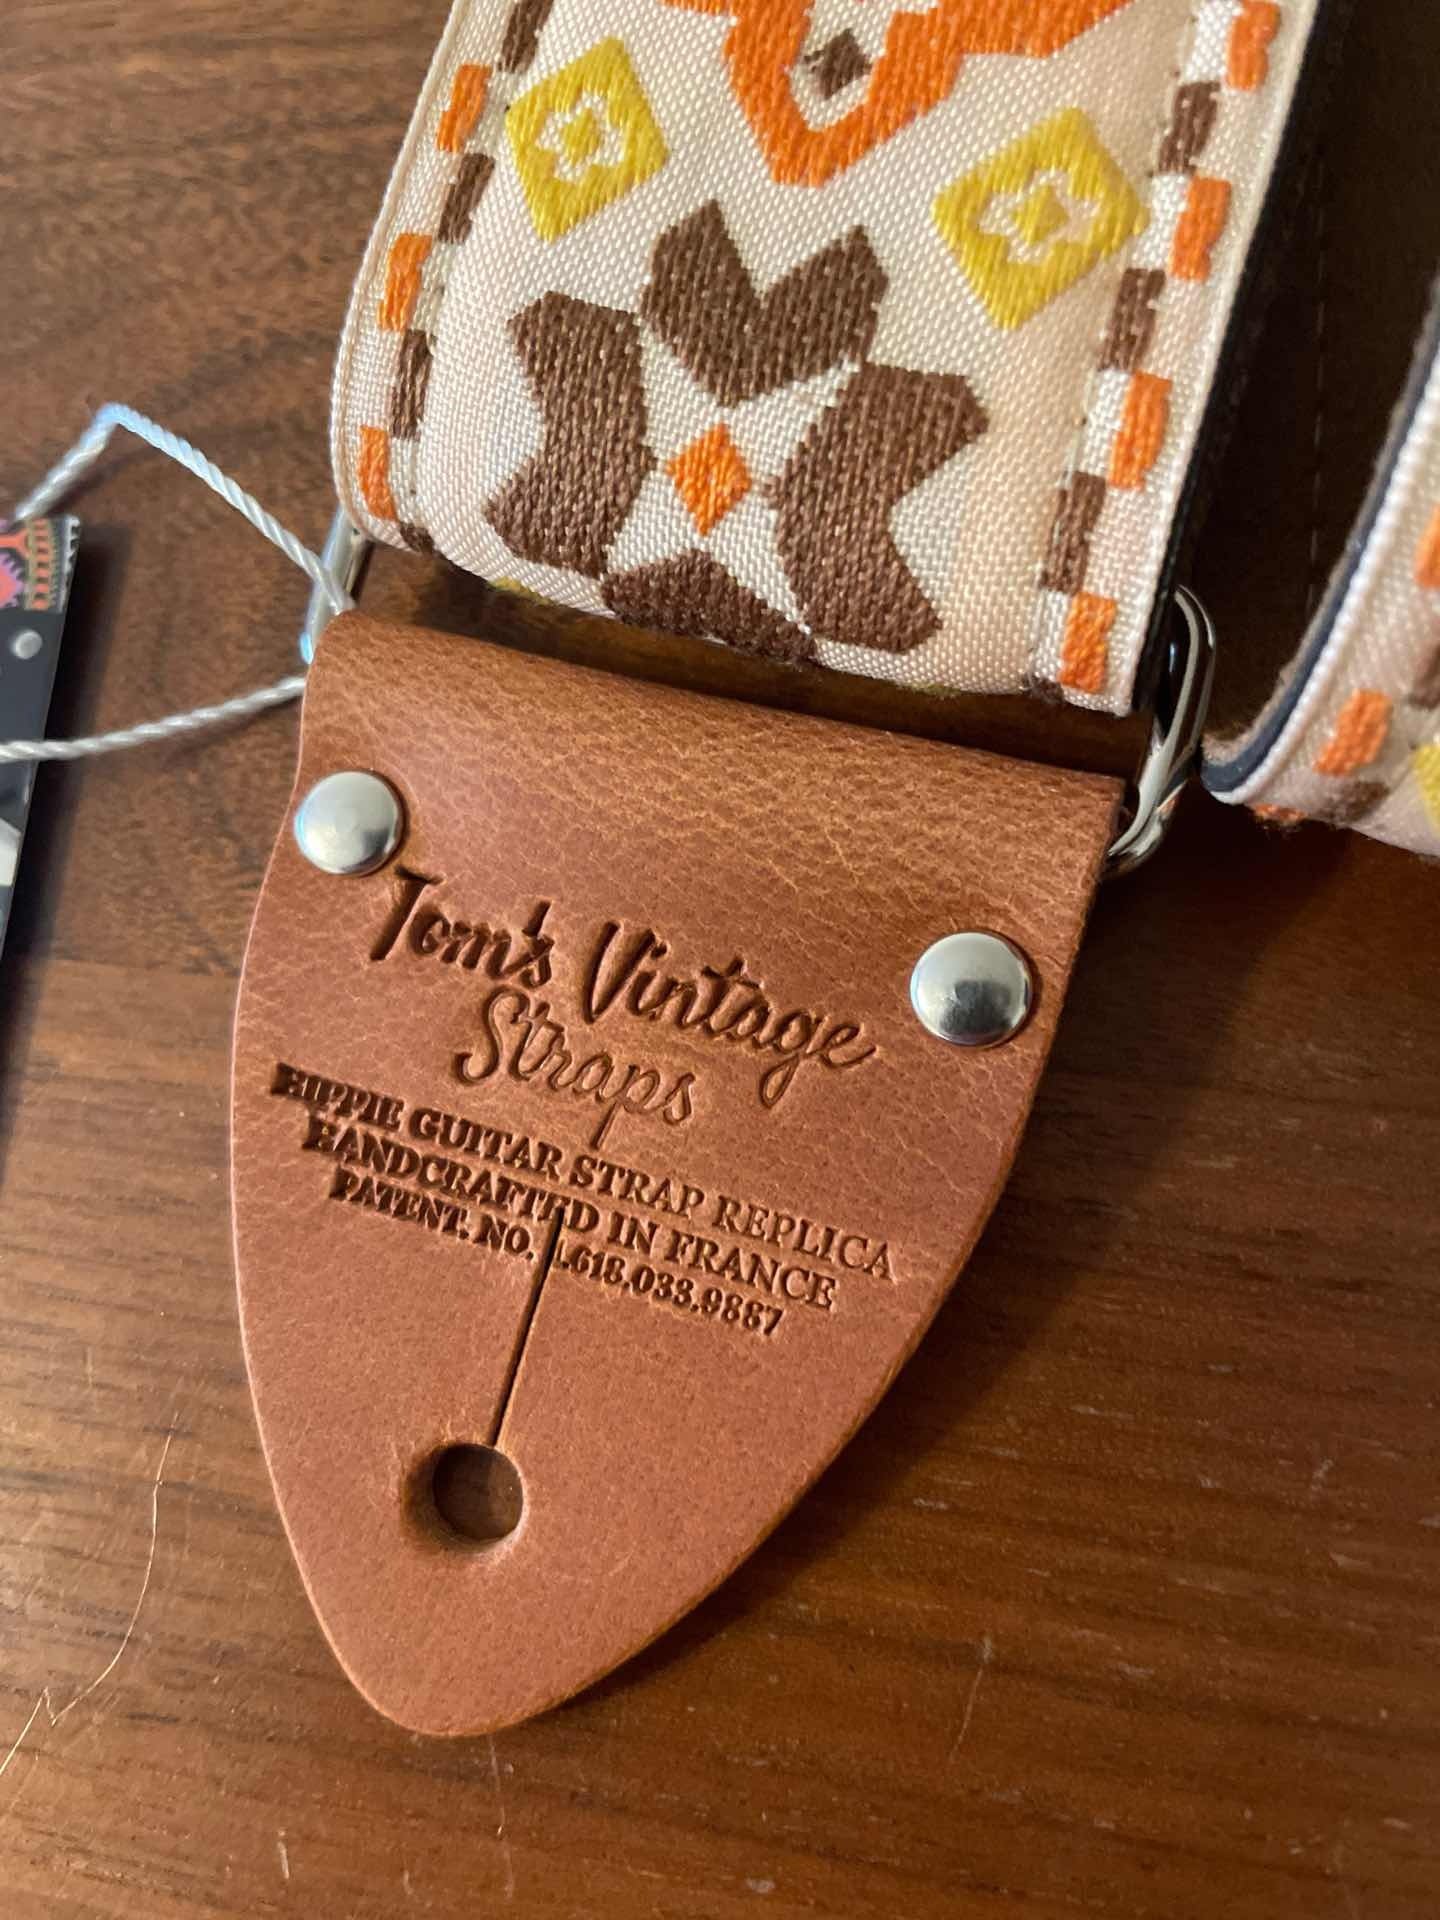 Tom's Vintage
Straps
HIPPIE GUITAR STRAP REPLICA
HANDCRAFTED IN FRANCE
PATENT. NO. 1.618.033.9887